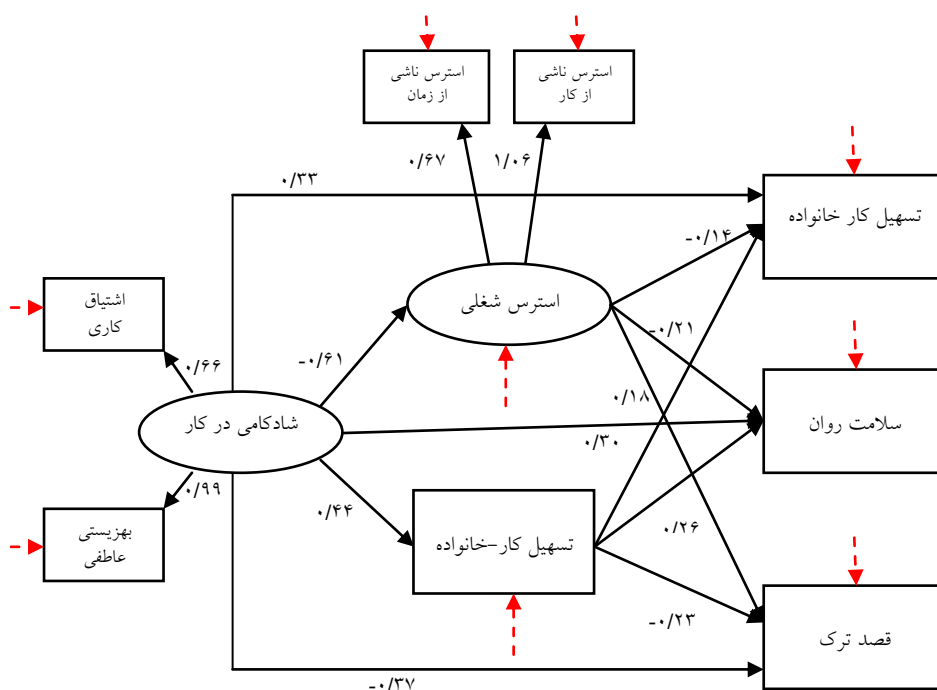 استرس ناشی
از زمان
استرس ناشی
از کار
۰/۶۷
۱/۰۶
۰/۳۳
تسهیل کار خانواده
-۰/۱۴
اشتیاق
کاری
استرس شغلی
-۰/۶۱
-۰/۲۱
۰/۶۶
۰/۱۸
شادکامی در کار
سلامت روان
۰/۳۰
۰/۹۹
۰/۴۴
بهزیستی
عاطفی
تسهیل کار-خانواده
۰/۲۶
-۰/۲۳
قصد ترک
-۰/۳۷